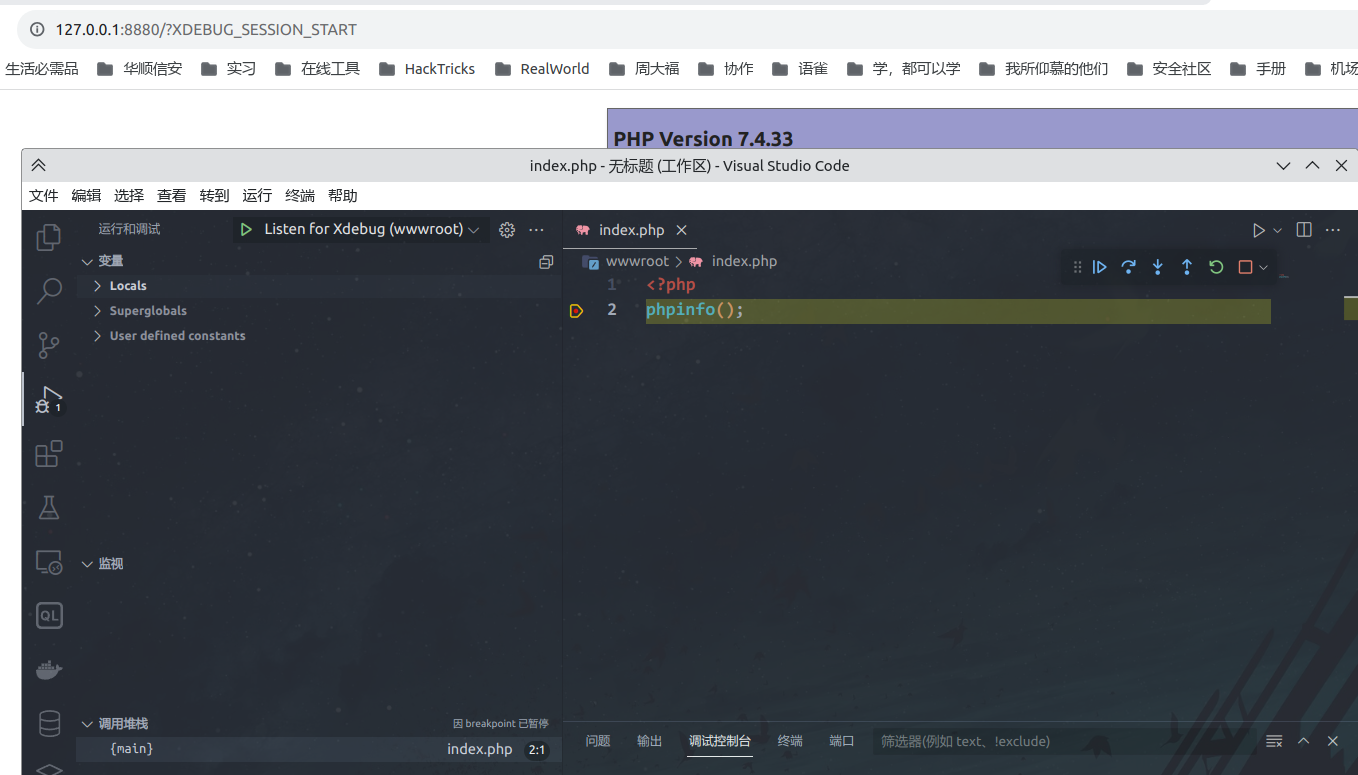 127.0.0.1:8880/?XDEBUG_SESSION_START
生活必需品 华顺信安 实习 在线工具 HackTricks RealWorld 周大福 协作 语雀 学，都可以学 我所仰慕的他们 安全社区 手册 机场
PHP Version 7.4.33
index.php - 无标题 (工作区) - Visual Studio Code
文件 编辑 选择 查看 转到 运行 终端 帮助
运行和调试 Listen for Xdebug (wwwroot) ···
index.php
变量
wwwroot > index.php
Locals
1 <?php
Superglobals
2 phpinfo();
User defined constants
1
监视
QL
调用堆栈 因 breakpoint 已暂停
{main} index.php 2:1
问题 输出 调试控制台 终端 端口 筛选器(例如 text、!exclude)